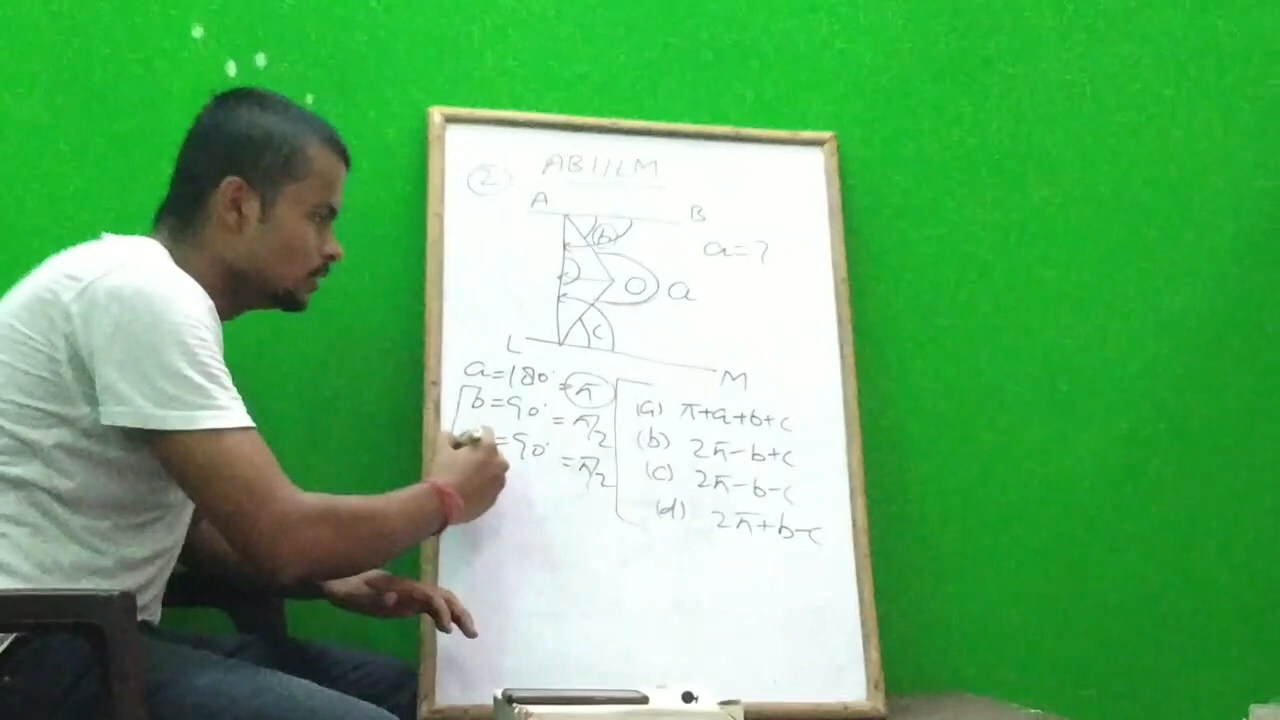 (2) AB||LM
A B
b
a=?
a
c
L M
a=180°=π
b=90°=π/2
=90°=π/2
(a) π+a+b+c
(b) 2π-b+c
(c) 2π-b-c
(d) 2π+b-c